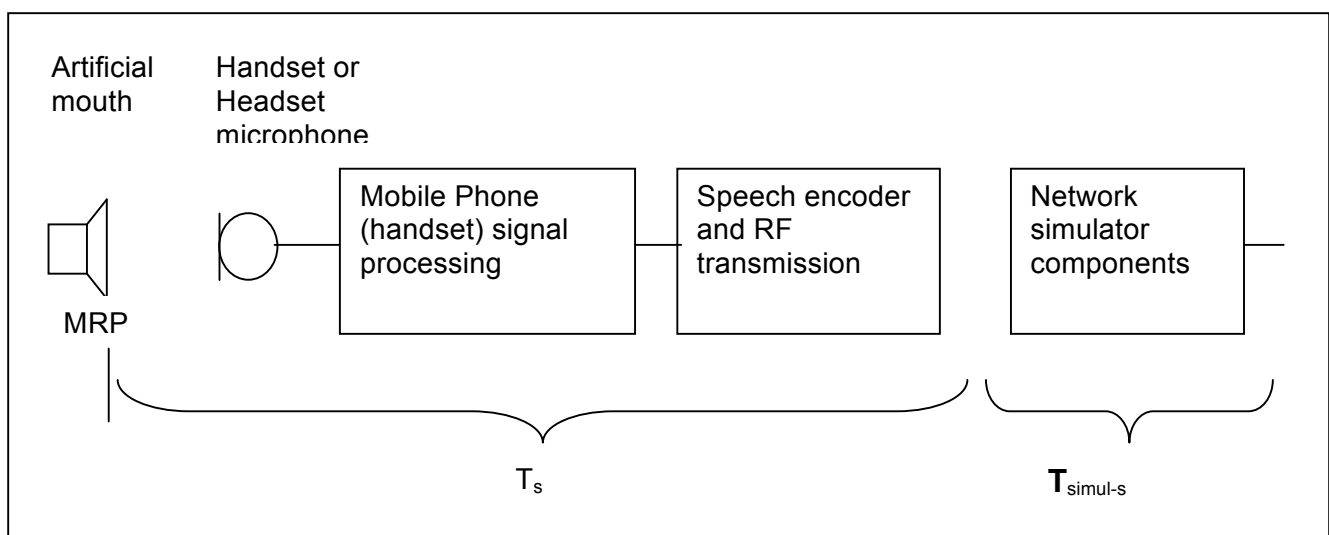 Artificial
mouth
Handset or
Headset
microphone
Mobile Phone
(handset) signal
processing
Speech encoder
and RF
transmission
Network
simulator
components
MRP
Ts
Tsimul-s